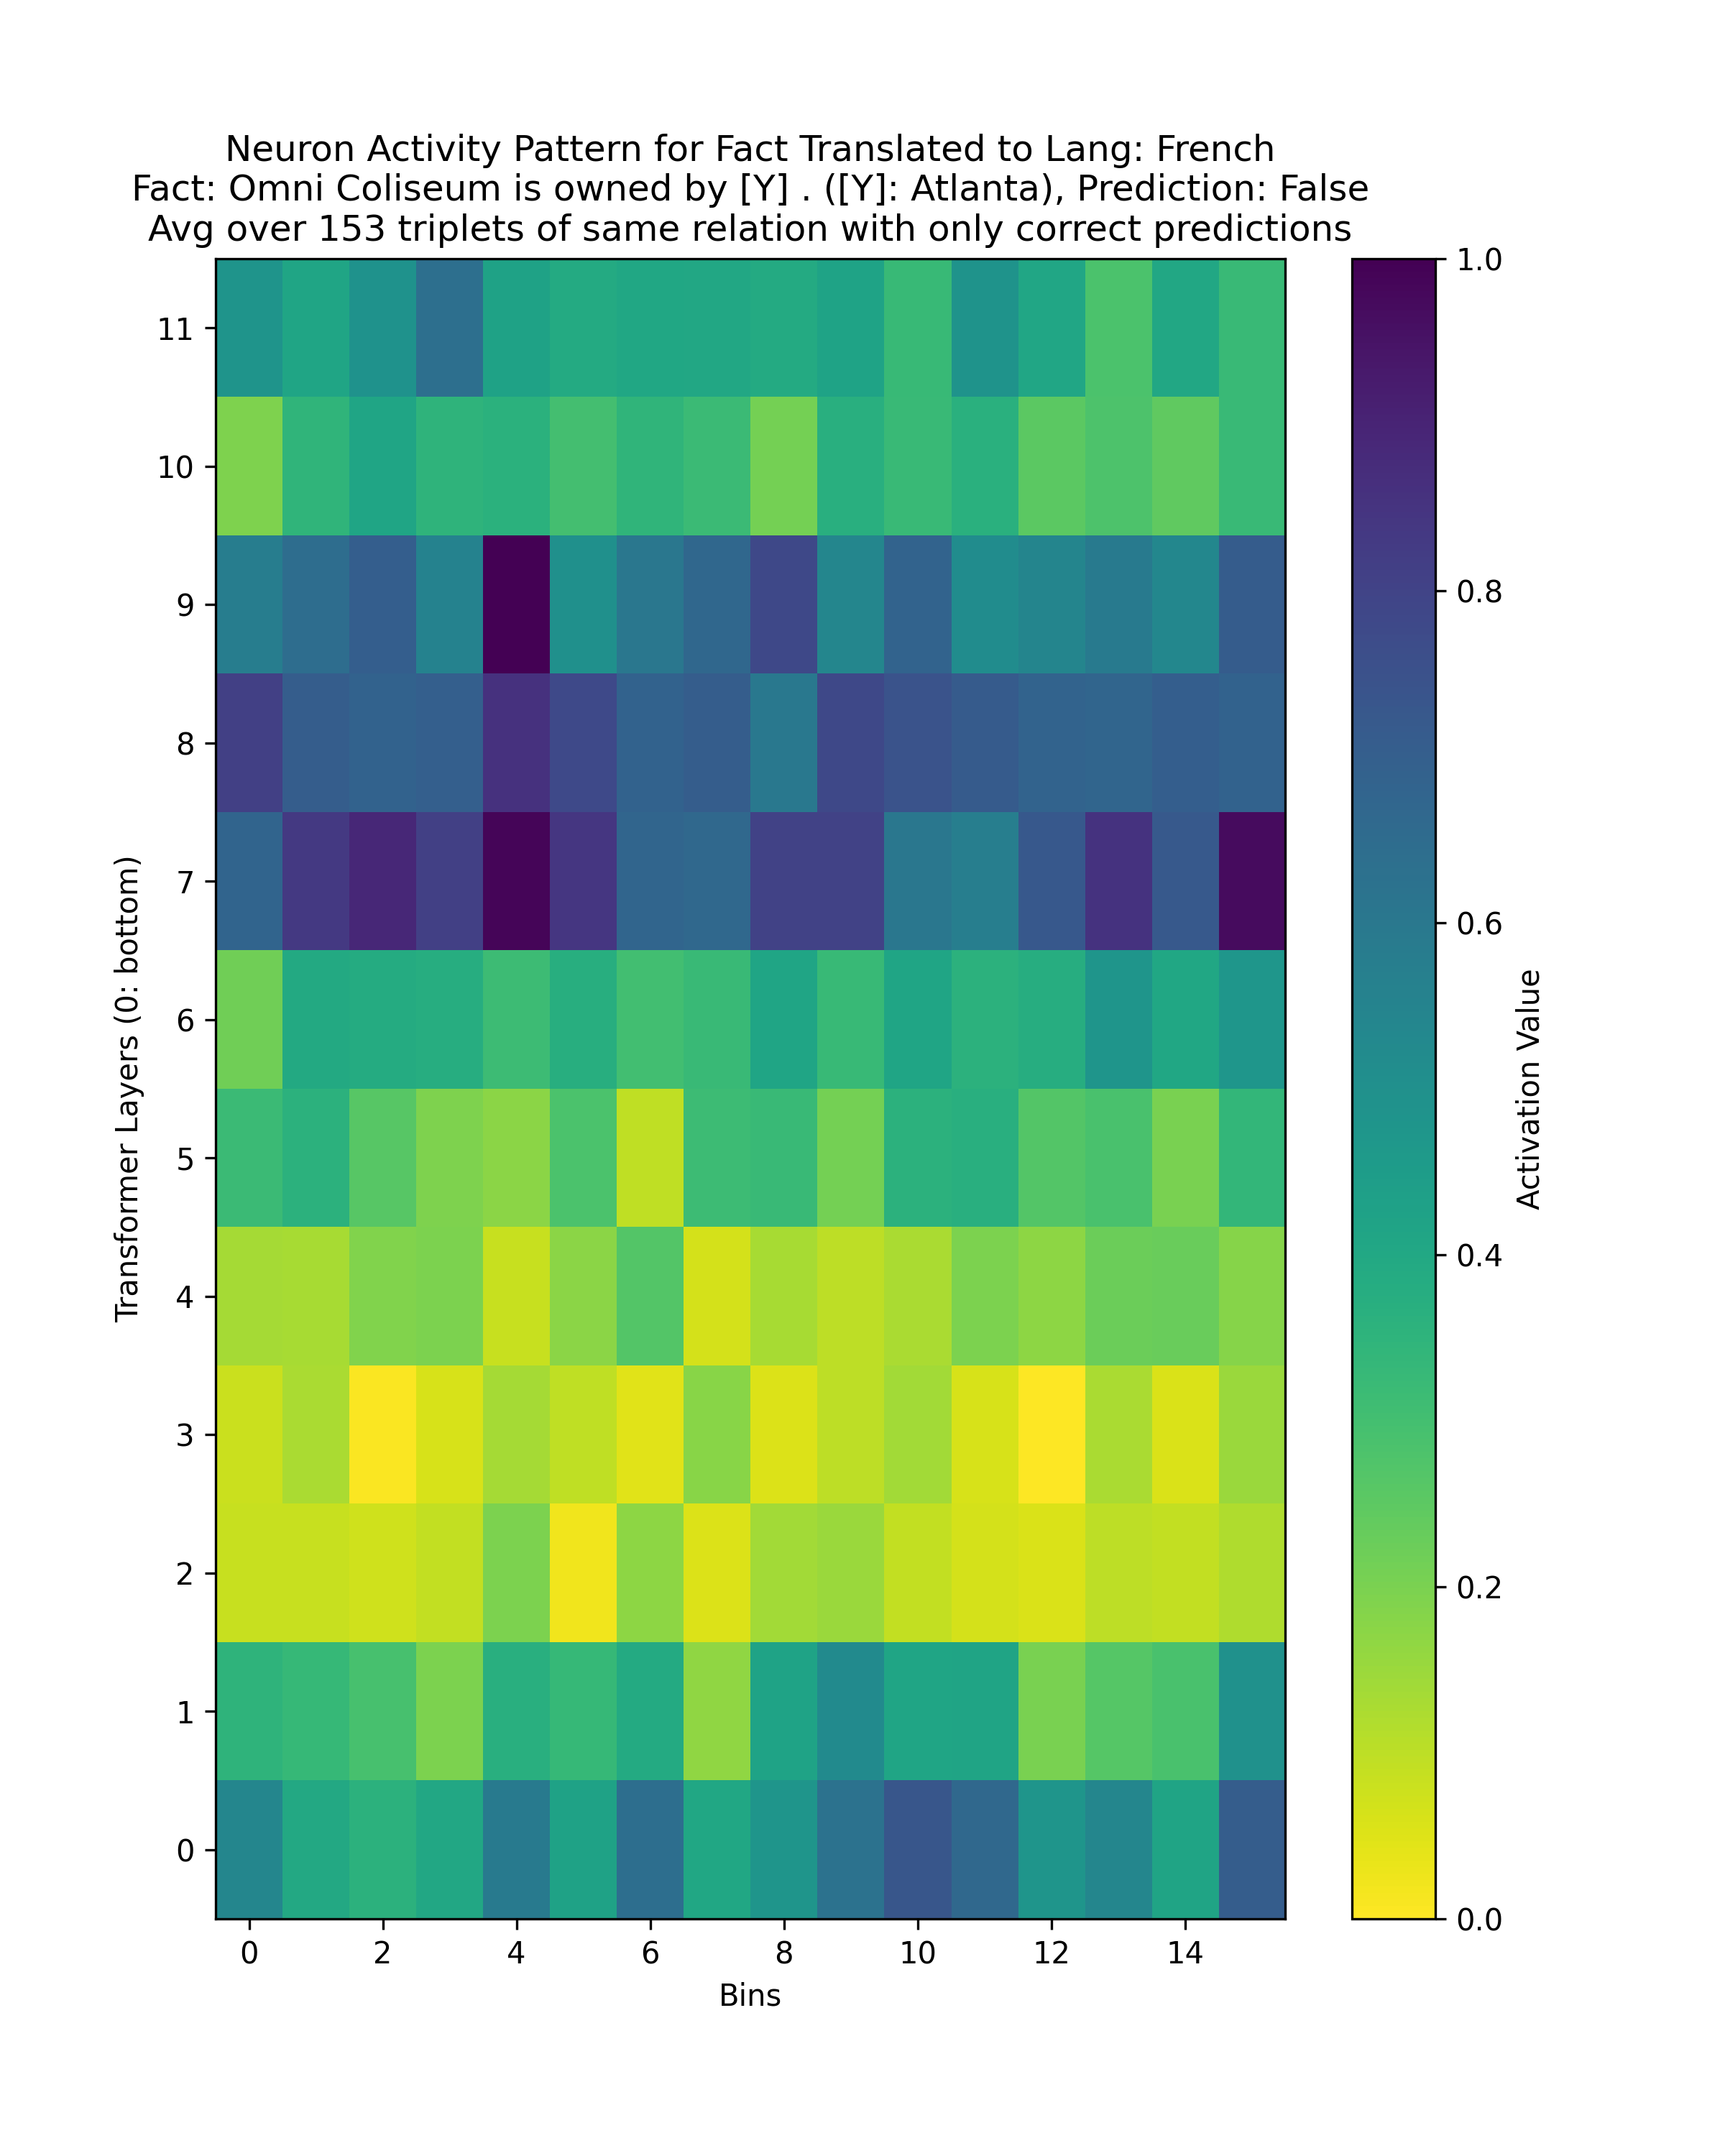 Neuron Activity Pattern for Fact Translated to Lang: French
Fact: Omni Coliseum is owned by [Y] . ([Y]: Atlanta), Prediction: False
Avg over 153 triplets of same relation with only correct predictions
Transformer Layers (0: bottom)
11
10
9
8
7
6
5
4
3
2
1
0
0 2 4 6 8 10 12 14
Bins
1.0
0.8
0.6
0.4
0.2
0.0
Activation Value